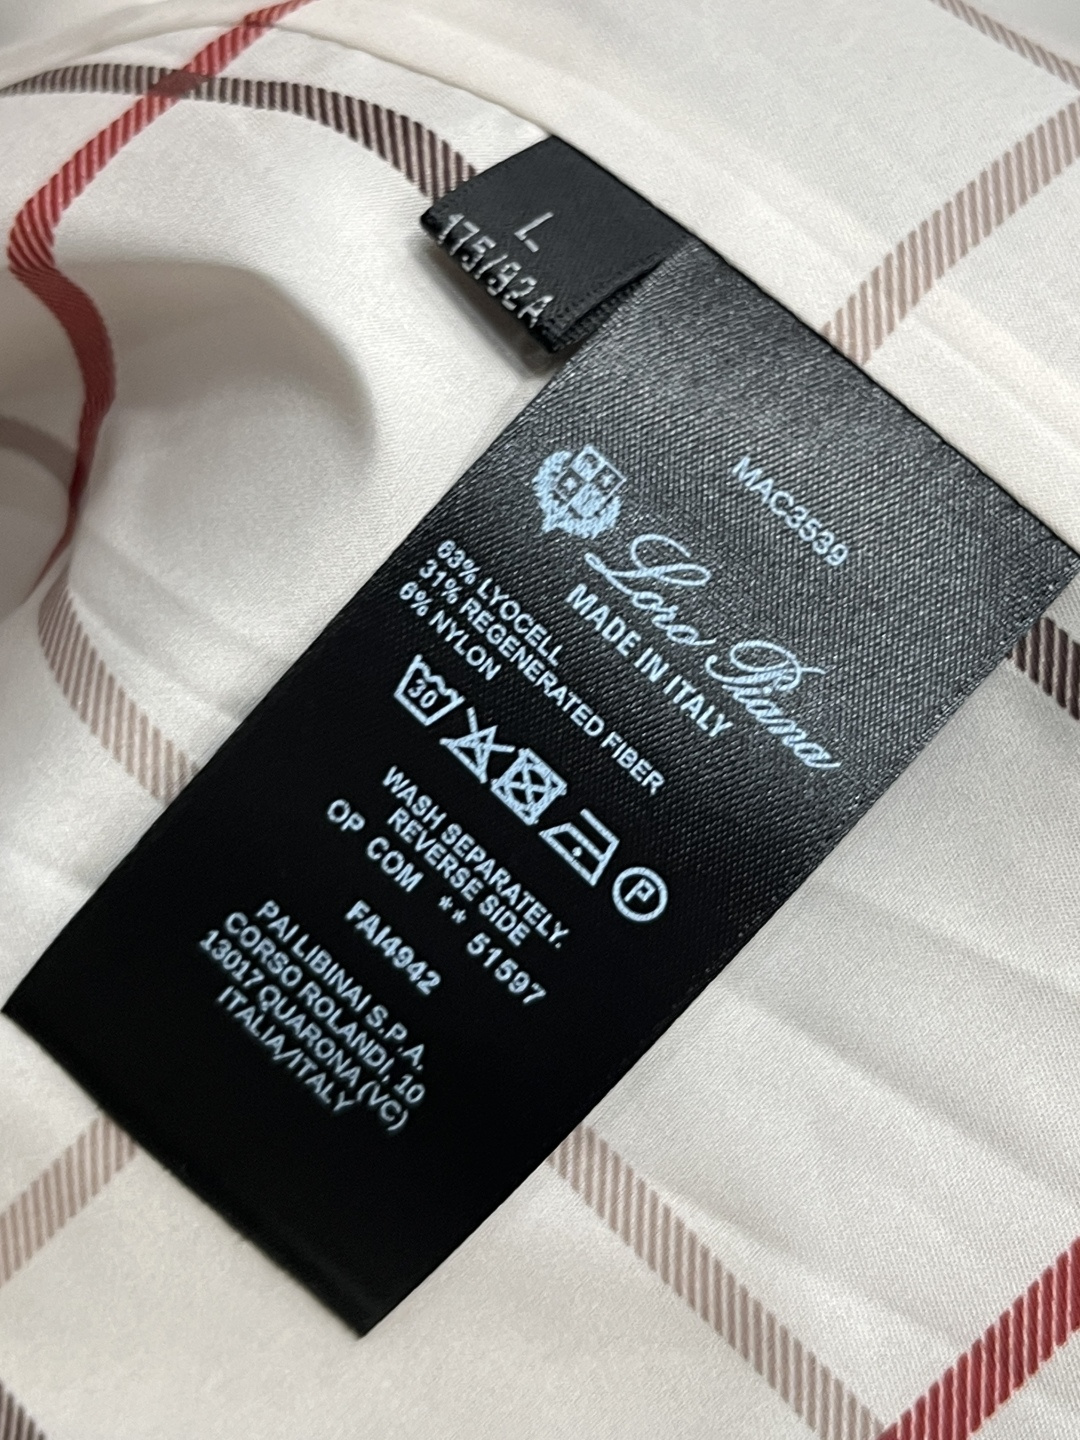 L
175/92A
MAC3539
Loro Piana
MADE IN ITALY
63% LYOCELL
31% REGENERATED FIBER
6% NYLON
30
P
WASH SEPARATELY.
REVERSE SIDE
OP COM ** 51597
FAI4942
PAI LIBINAI S.P.A.
CORSO ROLANDI, 10
13017 QUARONA (VC)
ITALIA/ITALY